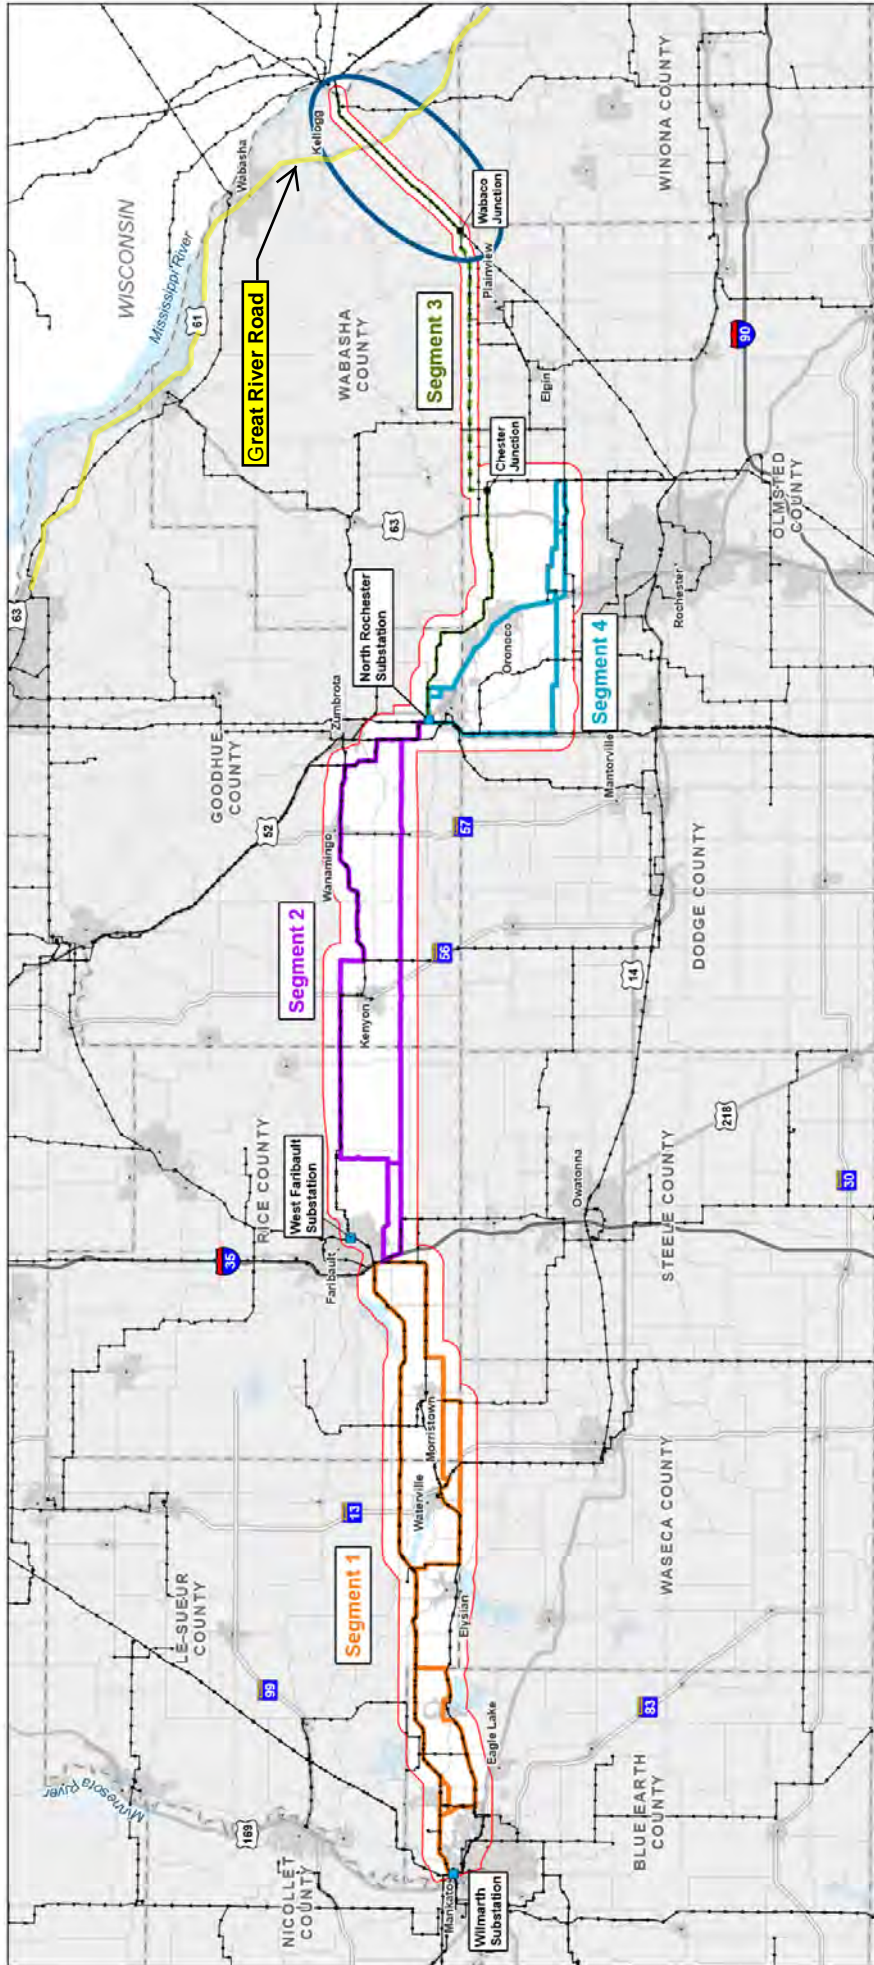 WISCONSIN
Mississippi River
61
Wabasha
Kellogg
Great River Road
WABASHA
COUNTY
Segment 3
Wabaco
Junction
Plainview
WINONA COUNTY
Elgin
90
Chester
Junction
63
63
OLMSTED
COUNTY
North Rochester
Substation
Oronoco
Rochester
Segment 4
Zumbrota
GOODHUE
COUNTY
52
Mantorville
Wanamingo
57
Segment 2
56
Kenyon
DODGE COUNTY
14
218
RICE COUNTY
West Faribault
Substation
Owatonna
30
35
Faribault
STEELE COUNTY
Morristown
13
Waterville
WASECA COUNTY
LE-SUEUR
COUNTY
Segment 1
Elysian
99
83
Eagle Lake
Minnesota
River
169
BLUE EARTH
COUNTY
NICOLLET
COUNTY
Mankato
Wilmarth
Substation